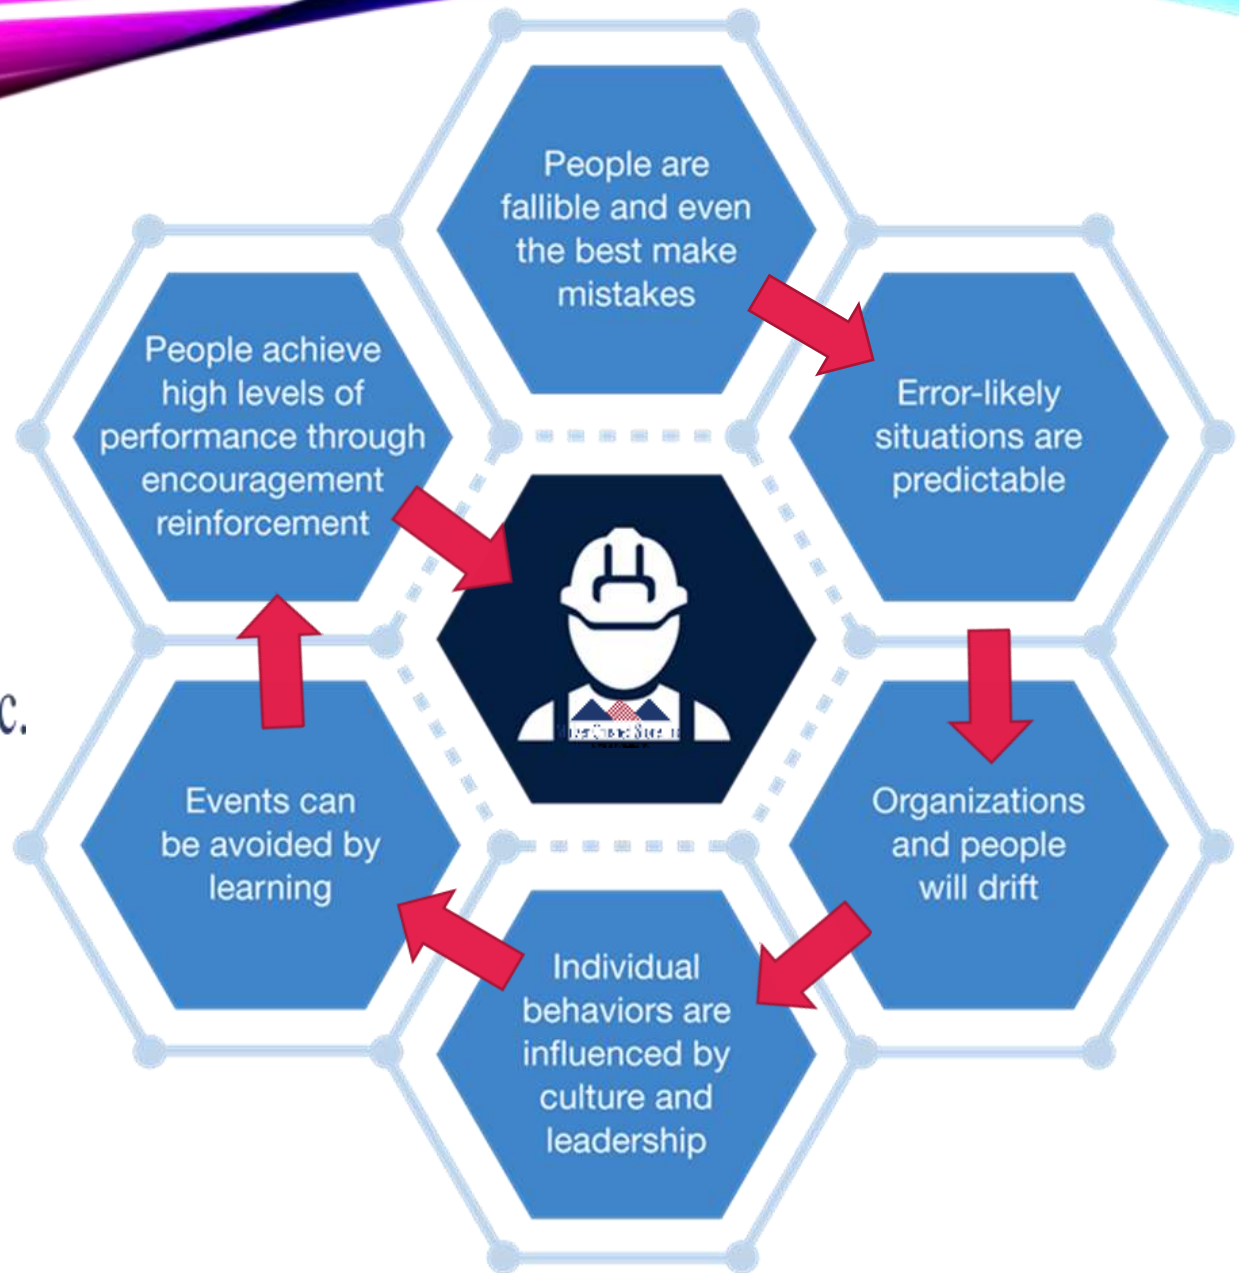 People are
fallible and even
the best make
mistakes
Error-likely
situations are
predictable
Organizations
and people
will drift
Individual
behaviors are
influenced by
culture and
leadership
Events can
be avoided by
learning
People achieve
high levels of
performance through
encouragement
reinforcement
c.